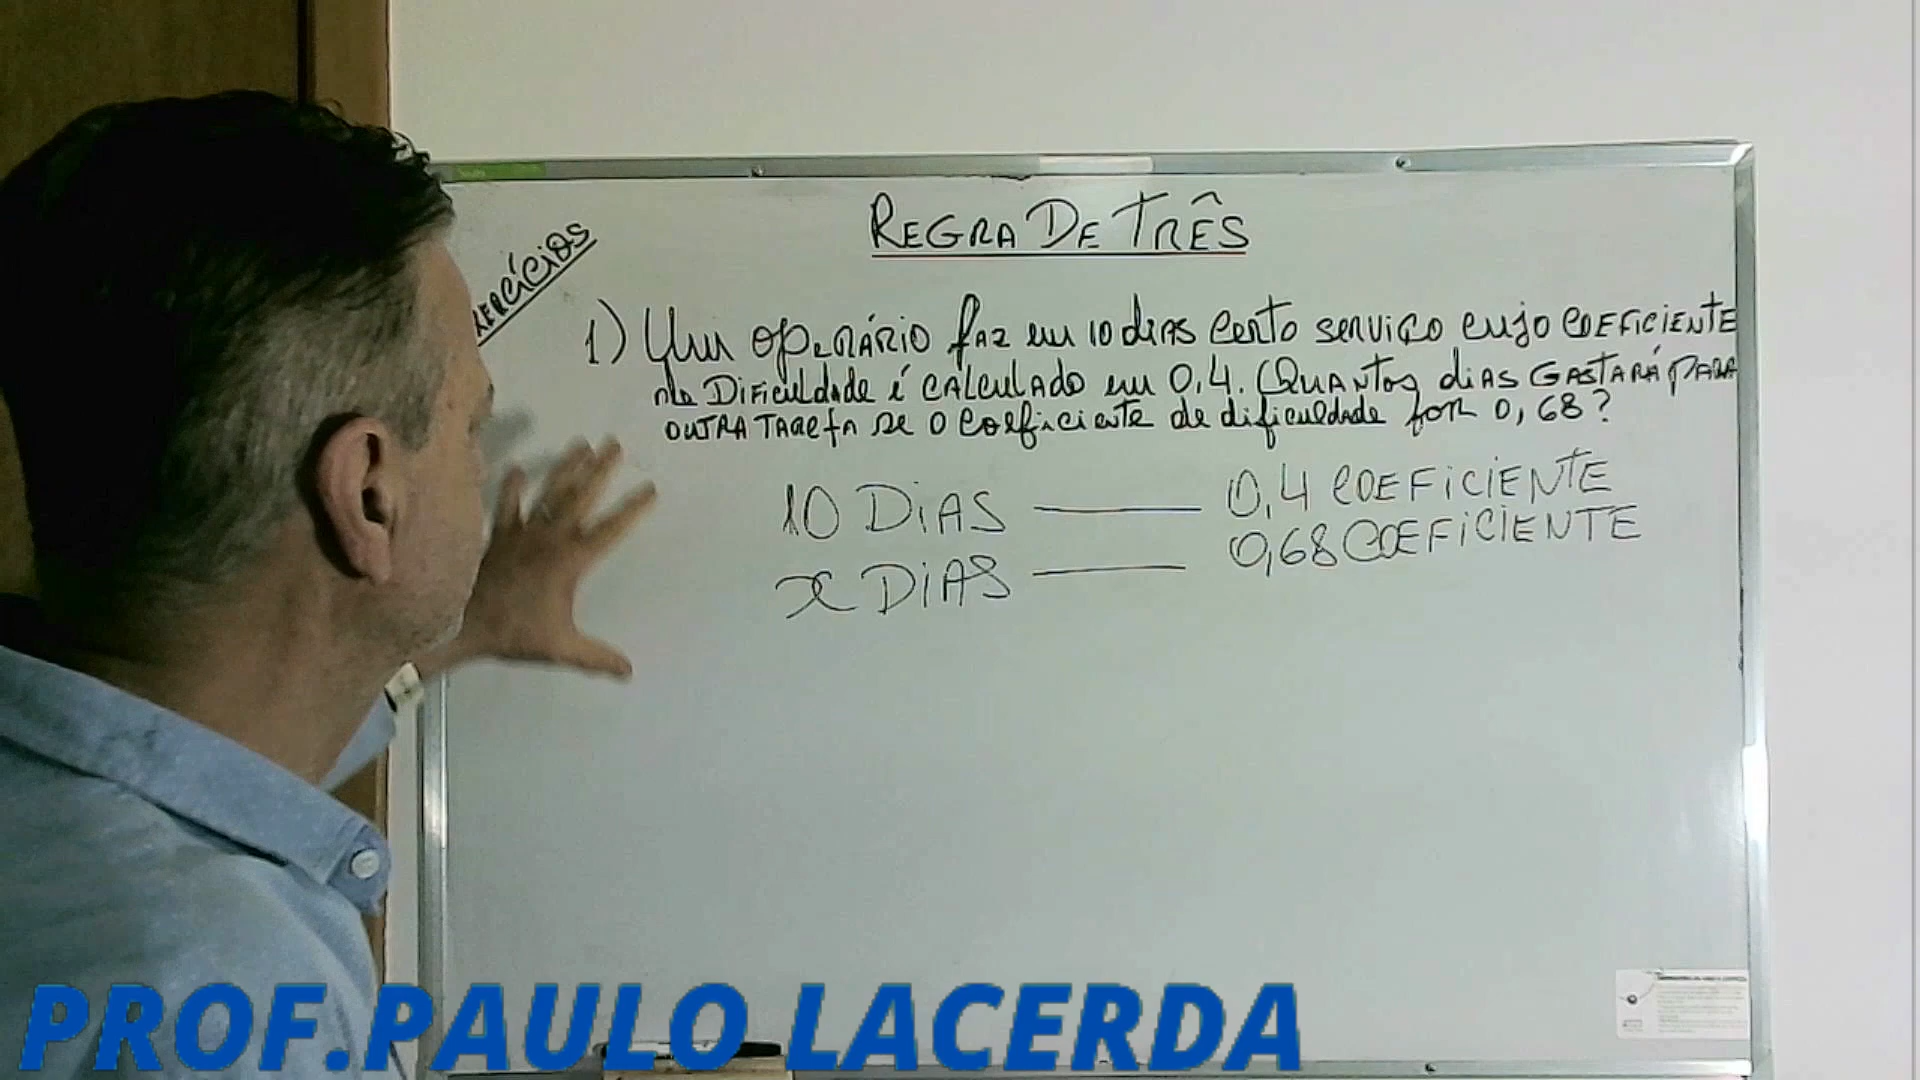 REGRA DE TRÊS
EXERCÍCIOS
1) Um operário faz em 10 dias certo serviço cujo COEFICIENTE
de Dificuldade é CALCULADO em 0,4. Quantos dias GASTARÁ PARA
OUTRA TAREFA se o coeficiente de dificuldade for 0,68?
10 DIAS —— 0,4 COEFICIENTE
x DIAS —— 0,68 COEFICIENTE
PROF.PAULO LACERDA